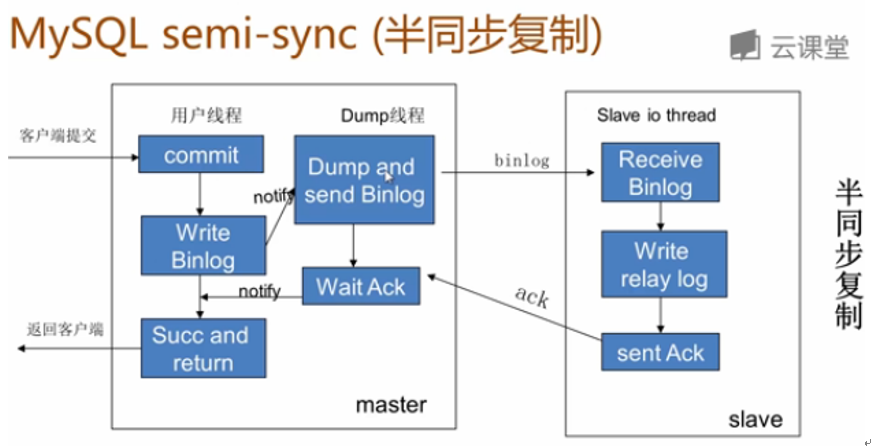 MySQL semi-sync (半同步复制)
云课堂
用户线程
Dump线程
Slave io thread
客户端提交
commit
Dump and
send Binlog
binlog
Receive
Binlog
notify
Write
Binlog
Write
relay log
Wait Ack
notify
ack
返回客户端
Succ and
return
sent Ack
master
slave
半同步复制